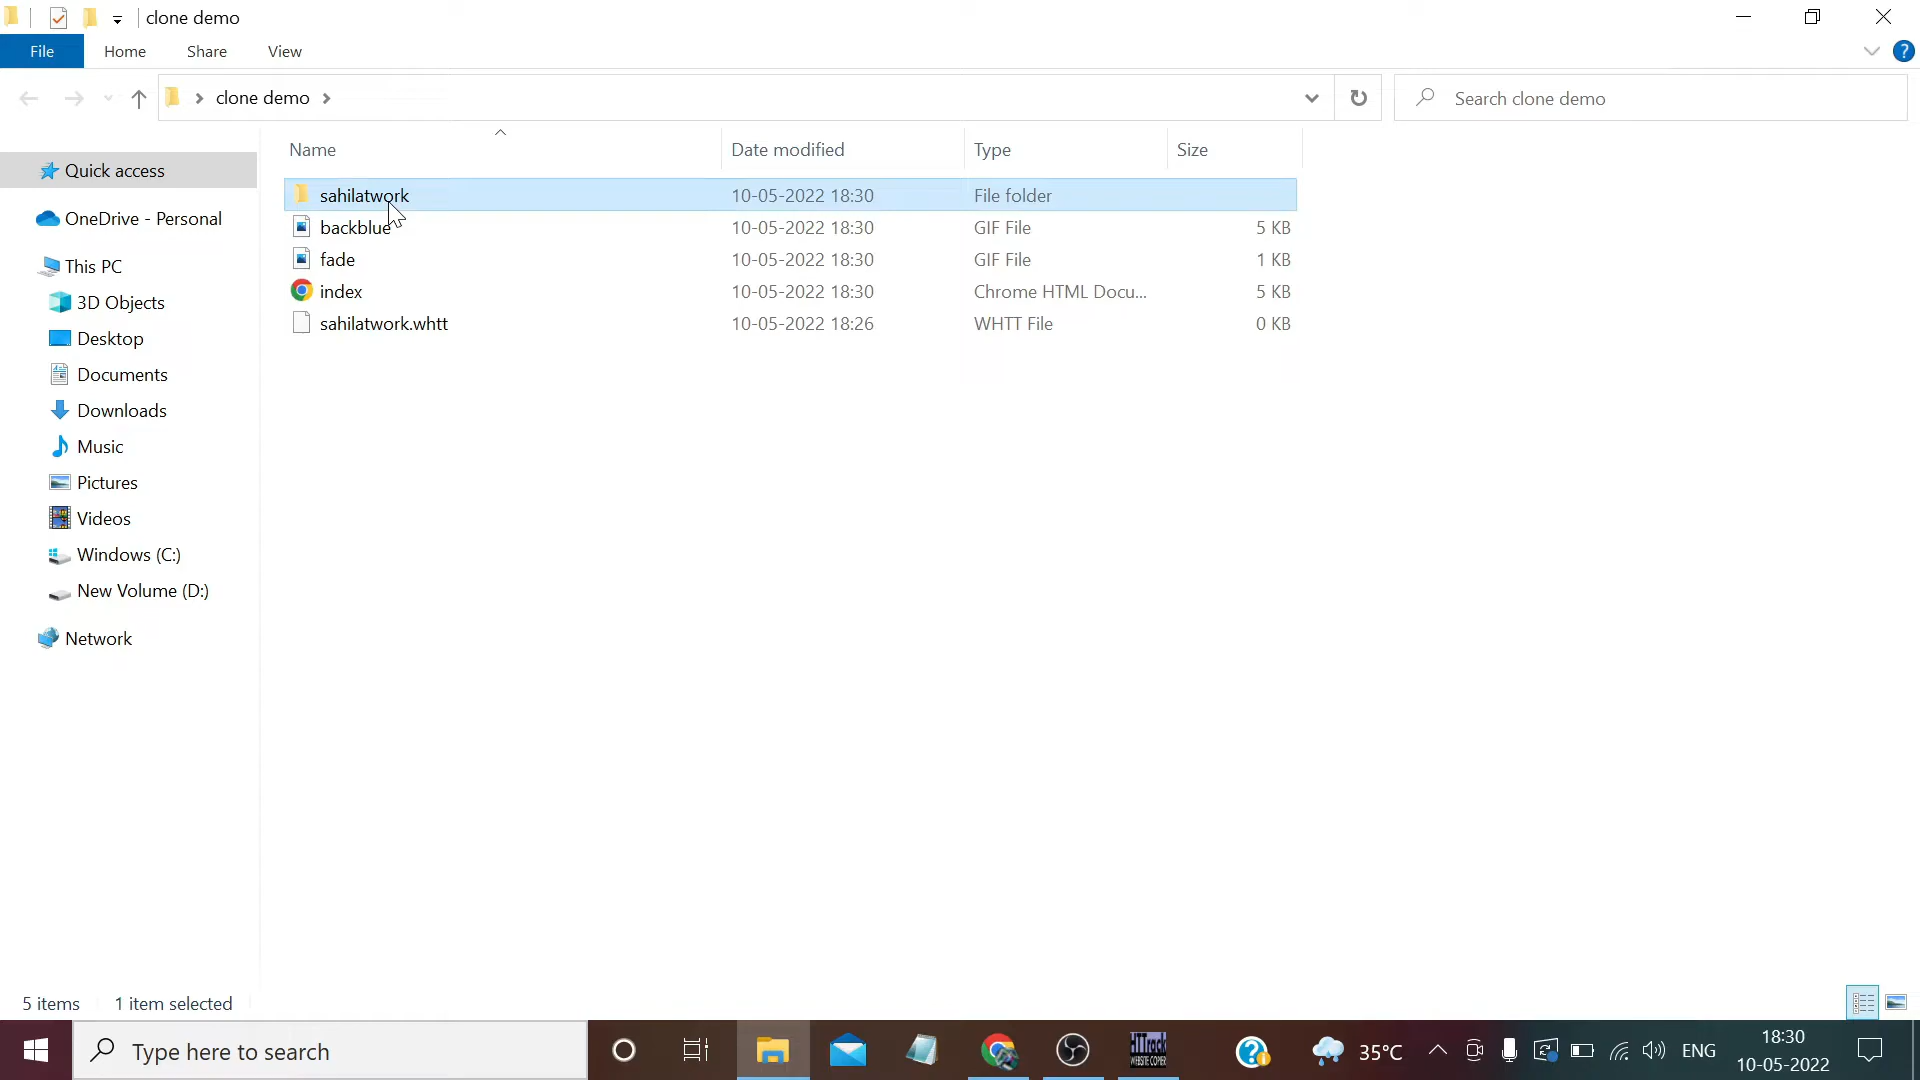 clone demo
File Home Share View
clone demo
Search clone demo
Name Date modified Type Size
Quick access
OneDrive - Personal
This PC
3D Objects
Desktop
Documents
Downloads
Music
Pictures
Videos
Windows (C:)
New Volume (D:)
Network
sahilatwork 10-05-2022 18:30 File folder
backblue 10-05-2022 18:30 GIF File 5 KB
fade 10-05-2022 18:30 GIF File 1 KB
index 10-05-2022 18:30 Chrome HTML Docu... 5 KB
sahilatwork.whtt 10-05-2022 18:26 WHTT File 0 KB
5 items 1 item selected
Type here to search
HTTrack
WEBSITE COPIER
35°C
ENG
18:30
10-05-2022